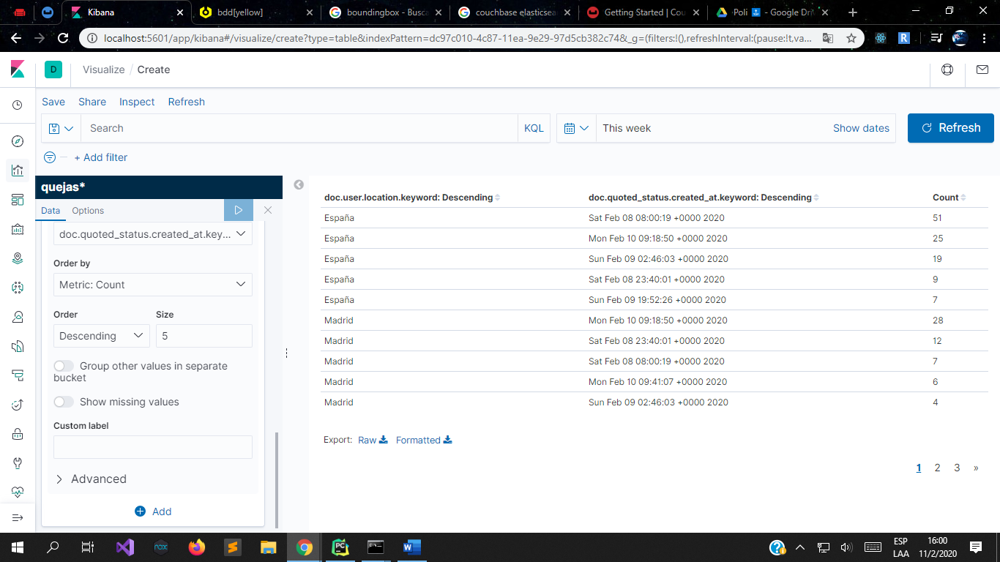 Kibana
bdd[yellow]
boundingbox - Busca
couchbase elasticsea
Getting Started | Cou
Poli - Google Dri
localhost:5601/app/kibana#/visualize/create?type=table&indexPattern=dc97c010-4c87-11ea-9e29-97d5cb382c74&_g=(filters:!(),refreshInterval:(pause:!t,va...
R
D
Visualize / Create
Save Share Inspect Refresh
Search
KQL
This week
Show dates
Refresh
+ Add filter
quejas*
Data Options
doc.quoted_status.created_at.key...
Order by
Metric: Count
Order Size
Descending 5
Group other values in separate
bucket
Show missing values
Custom label
Advanced
Add
doc.user.location.keyword: Descending doc.quoted_status.created_at.keyword: Descending Count
España Sat Feb 08 08:00:19 +0000 2020 51
España Mon Feb 10 09:18:50 +0000 2020 25
España Sun Feb 09 02:46:03 +0000 2020 19
España Sat Feb 08 23:40:01 +0000 2020 9
España Sun Feb 09 19:52:26 +0000 2020 7
Madrid Mon Feb 10 09:18:50 +0000 2020 28
Madrid Sat Feb 08 23:40:01 +0000 2020 12
Madrid Sat Feb 08 08:00:19 +0000 2020 7
Madrid Mon Feb 10 09:41:07 +0000 2020 6
Madrid Sun Feb 09 02:46:03 +0000 2020 4
Export: Raw Formatted
1 2 3 »
ESP
LAA
16:00
11/2/2020